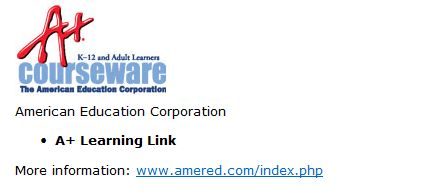 A+
K-12 and Adult Learners
courseware
The American Education Corporation
American Education Corporation
• A+ Learning Link
More information: www.amered.com/index.php